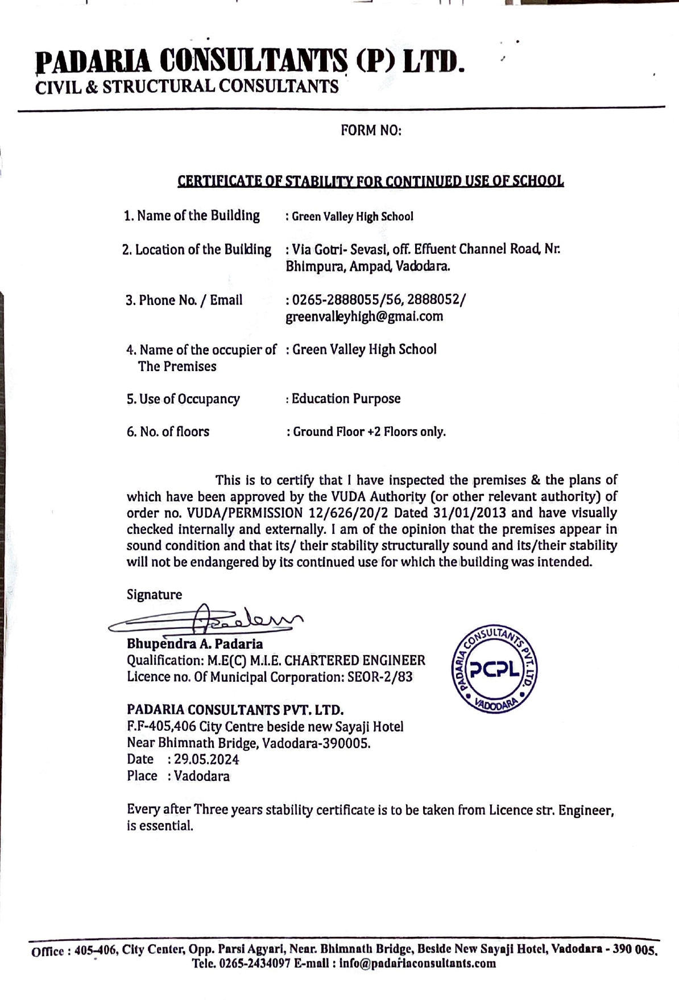 PADARIA CONSULTANTS (P) LTD.
CIVIL & STRUCTURAL CONSULTANTS
FORM NO:
CERTIFICATE OF STABILITY FOR CONTINUED USE OF SCHOOL
1. Name of the Building : Green Valley High School
2. Location of the Building : Via Gotri- Sevasi, off. Effuent Channel Road, Nr.
Bhimpura, Ampad, Vadodara.
3. Phone No. / Email : 0265-2888055/56, 2888052/
greenvalleyhigh@gmai.com
4. Name of the occupier of : Green Valley High School
The Premises
5. Use of Occupancy : Education Purpose
6. No. of floors : Ground Floor +2 Floors only.
This is to certify that I have inspected the premises & the plans of
which have been approved by the VUDA Authority (or other relevant authority) of
order no. VUDA/PERMISSION 12/626/20/2 Dated 31/01/2013 and have visually
checked internally and externally. I am of the opinion that the premises appear in
sound condition and that its/ their stability structurally sound and its/their stability
will not be endangered by its continued use for which the building was intended.
Signature
Bhupendra A. Padaria
Qualification: M.E(C) M.I.E. CHARTERED ENGINEER
Licence no. Of Municipal Corporation: SEOR-2/83
PADARIA CONSULTANTS PVT. LTD.
PCPL
VADODARA
PADARIA CONSULTANTS PVT. LTD.
F.F-405,406 City Centre beside new Sayaji Hotel
Near Bhimnath Bridge, Vadodara-390005.
Date : 29.05.2024
Place : Vadodara
Every after Three years stability certificate is to be taken from Licence str. Engineer,
is essential.
Office : 405-406, City Center, Opp. Parsi Agyari, Near. Bhimnath Bridge, Beside New Sayaji Hotel, Vadodara - 390 005.
Tele. 0265-2434097 E-mail : info@padariaconsultants.com